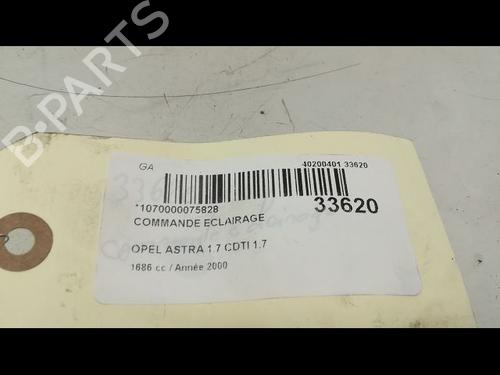 GA 40200401 33620
*1070000075828 33620
COMMANDE ECLAIRAGE
OPEL ASTRA 1.7 CDTI 1.7
1686 cc / Année 2000
B-PARTS